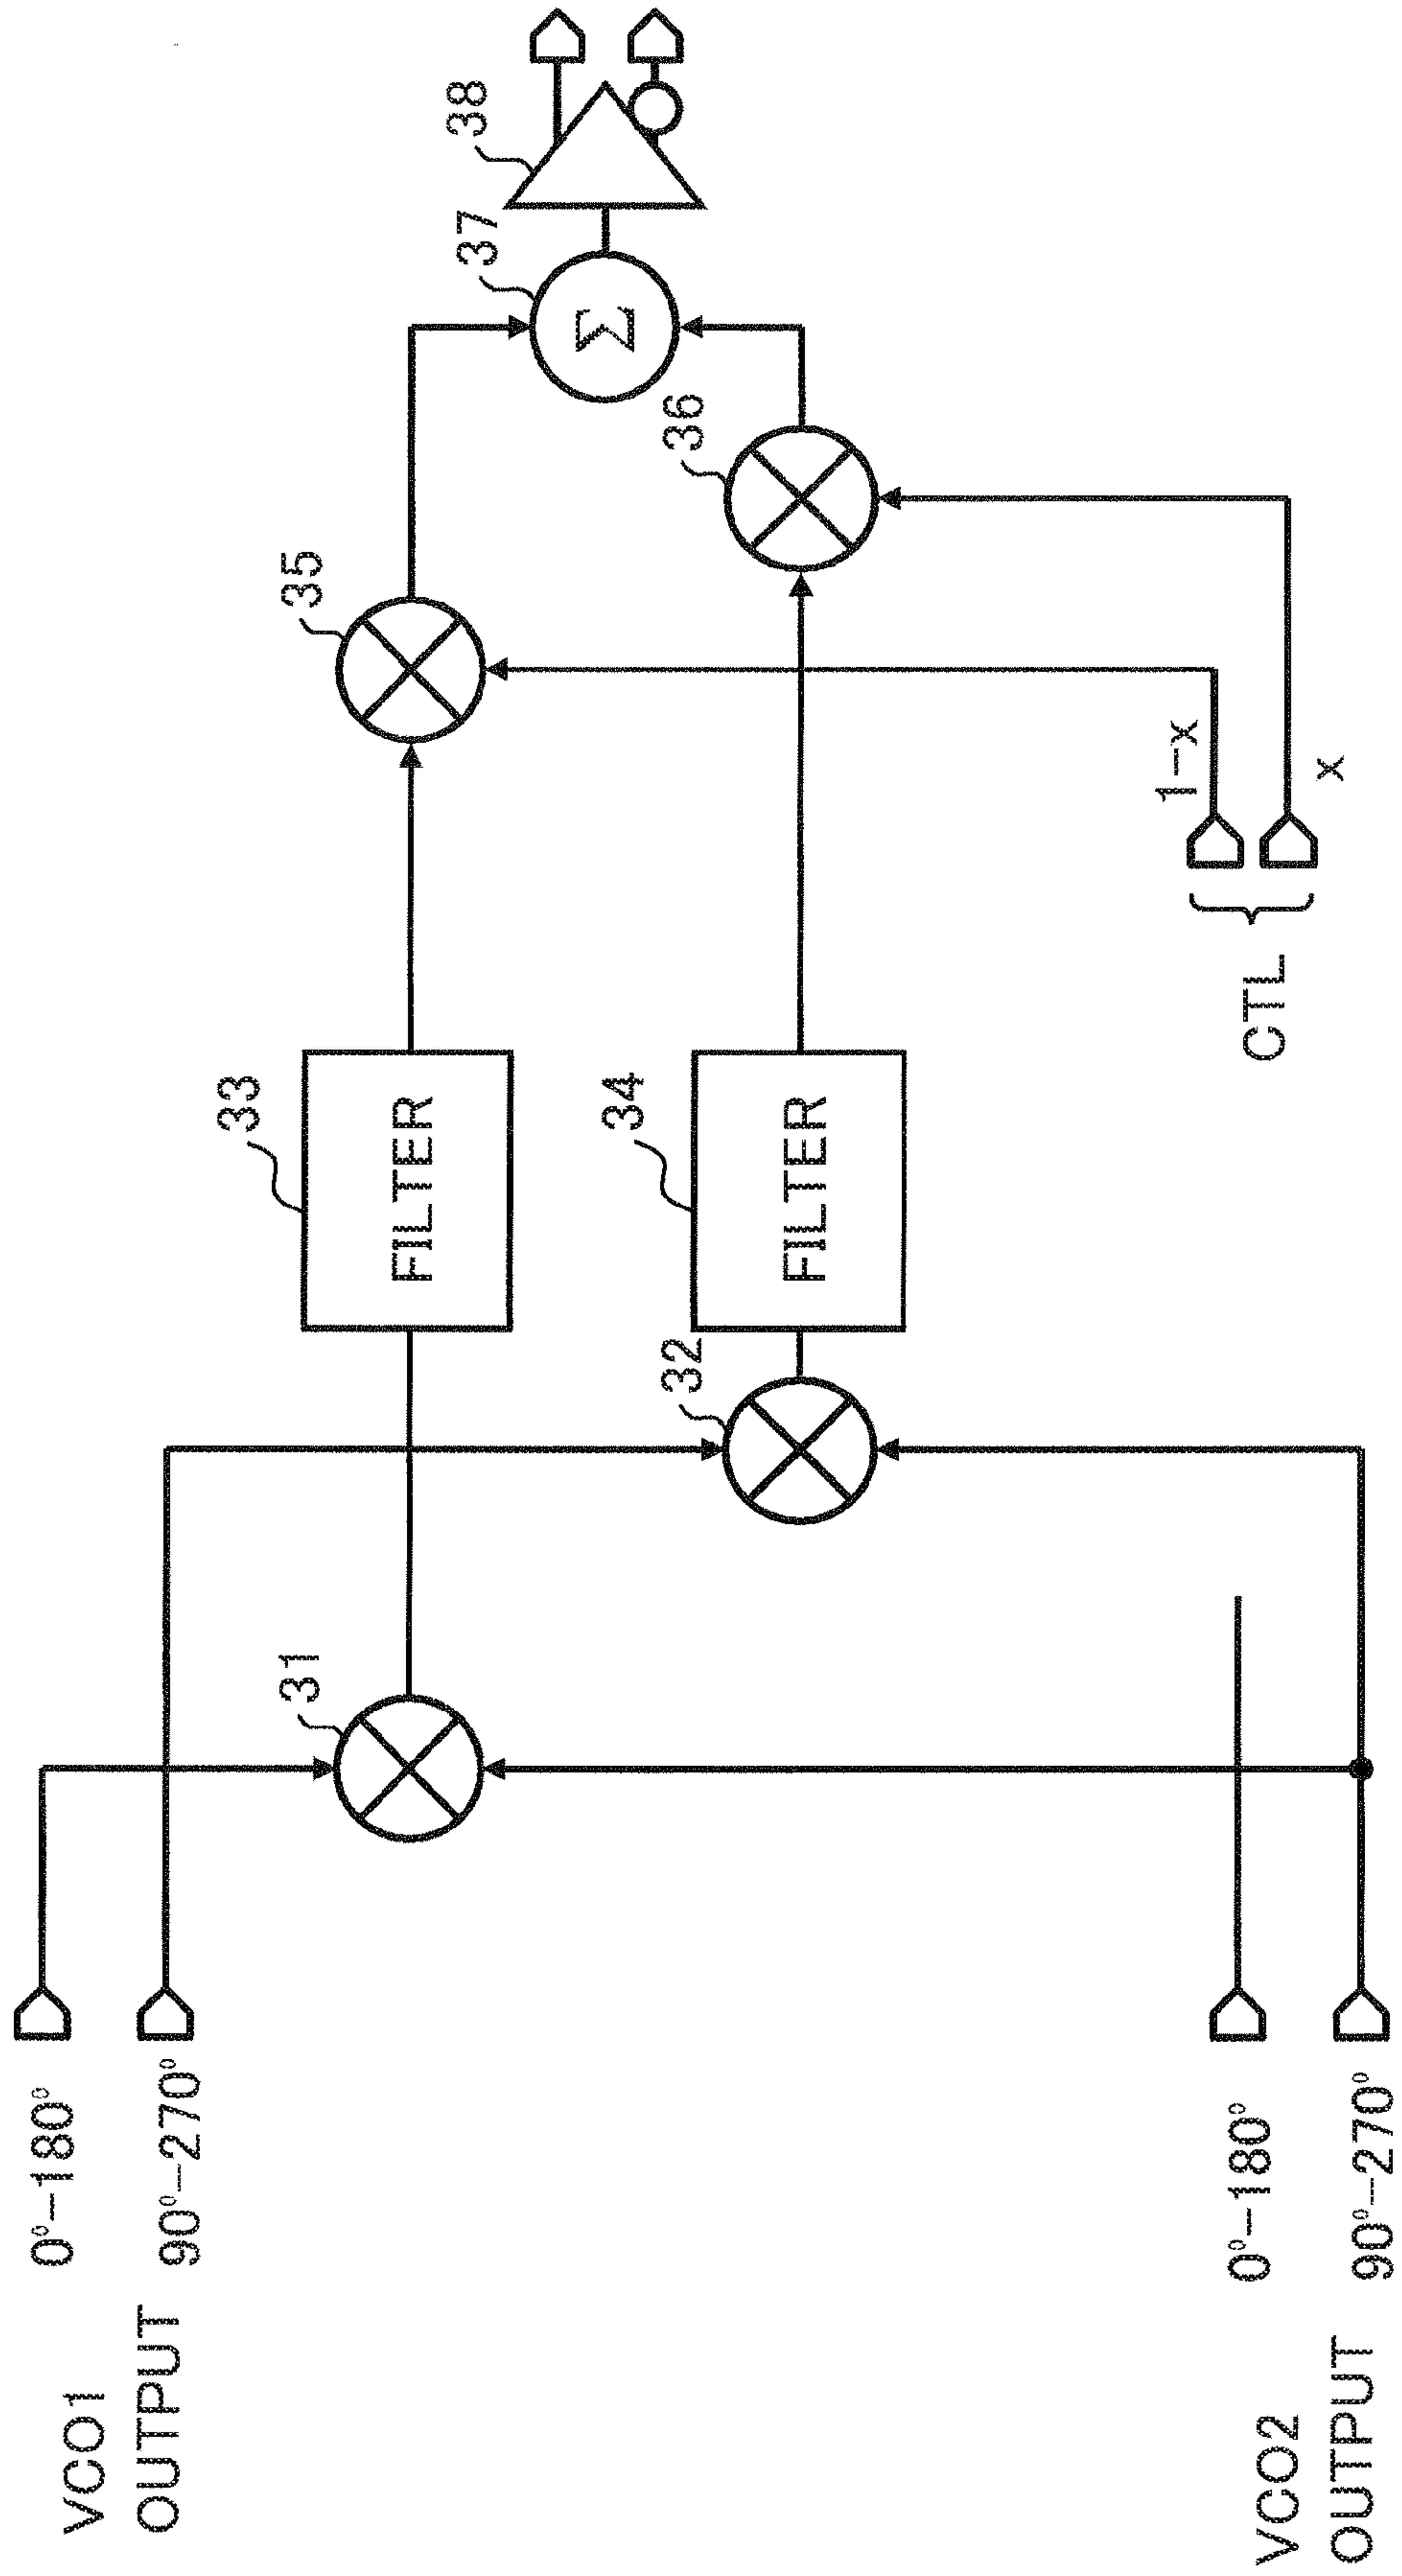 VCO1
OUTPUT
0°–180°
90°–270°
31
32
33
FILTER
34
FILTER
35
36
37
Σ
38
VCO2
OUTPUT
0°–180°
90°–270°
CTL
1–x
x